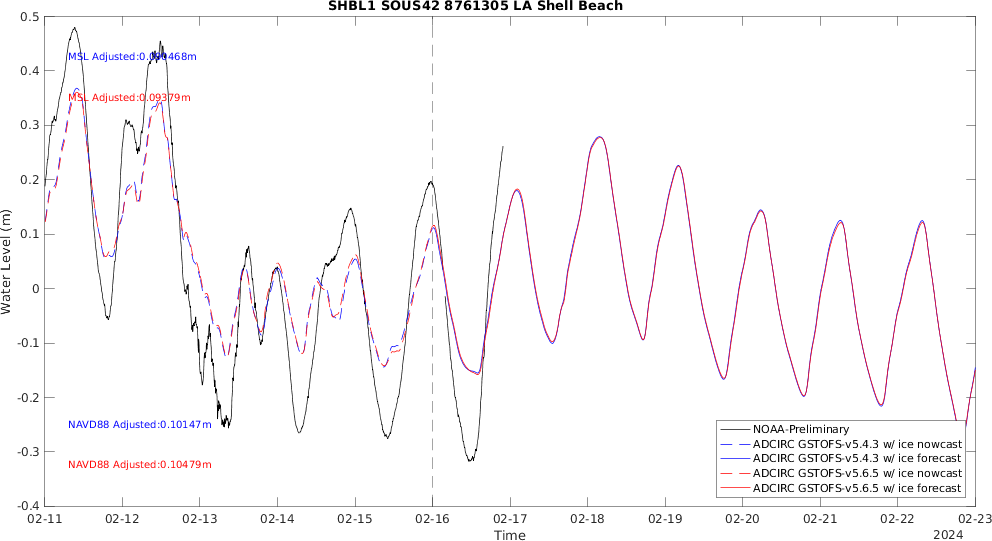 SHBL1 SOUS42 8761305 LA Shell Beach
Water Level (m)
0.5
0.4
0.3
0.2
0.1
0
-0.1
-0.2
-0.3
-0.4
MSL Adjusted:0.090468m
MSL Adjusted:0.09379m
NAVD88 Adjusted:0.10147m
NAVD88 Adjusted:0.10479m
NOAA-Preliminary
ADCIRC GSTOFS-v5.4.3 w/ ice nowcast
ADCIRC GSTOFS-v5.4.3 w/ ice forecast
ADCIRC GSTOFS-v5.6.5 w/ ice nowcast
ADCIRC GSTOFS-v5.6.5 w/ ice forecast
02-11 02-12 02-13 02-14 02-15 02-16 02-17 02-18 02-19 02-20 02-21 02-22 02-23
Time
2024